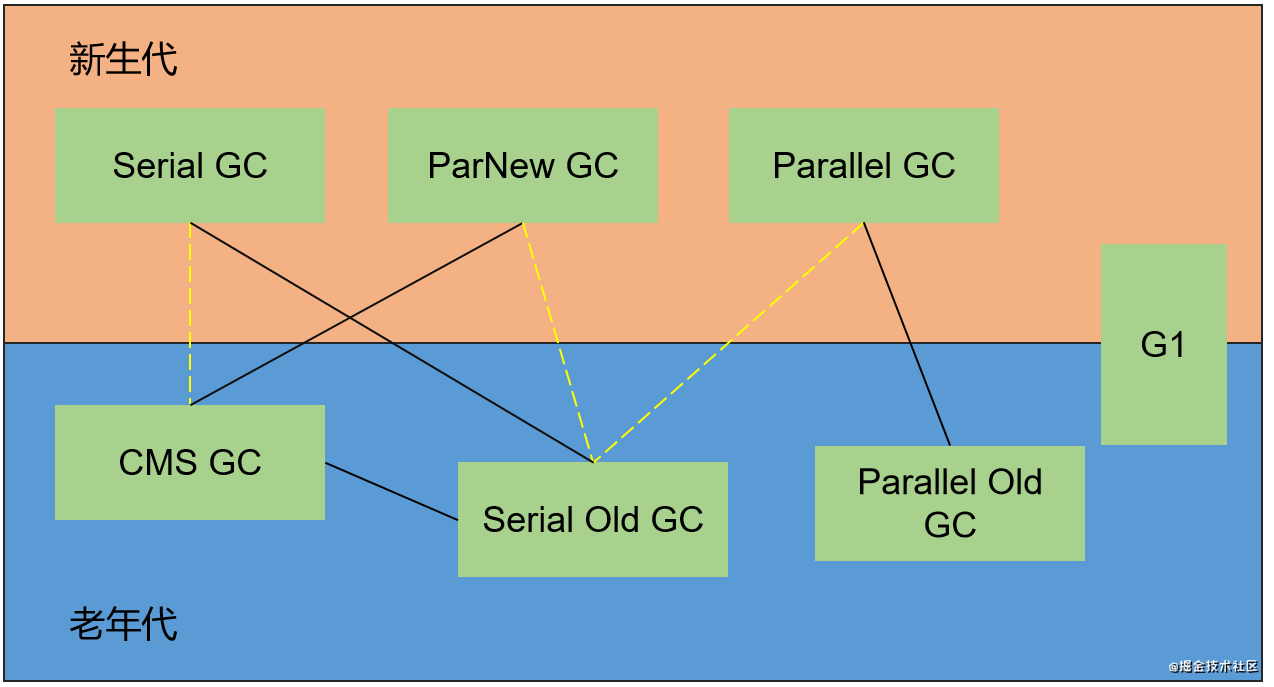 新生代
Serial GC
ParNew GC
Parallel GC
G1
CMS GC
Serial Old GC
Parallel Old
GC
老年代
@掘金技术社区